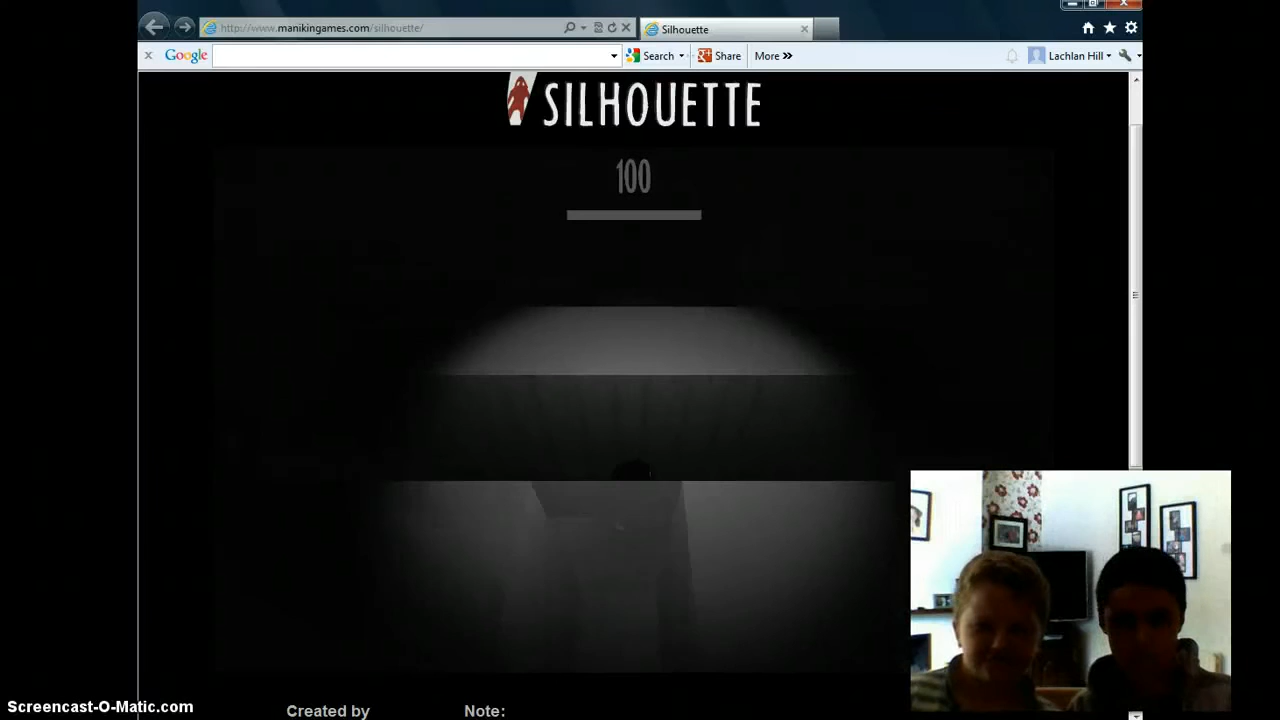 http://www.manikingames.com/silhouette/
Silhouette
Google
Search
Share
More »
Lachlan Hill
SILHOUETTE
100
Created by
Note:
Screencast-O-Matic.com